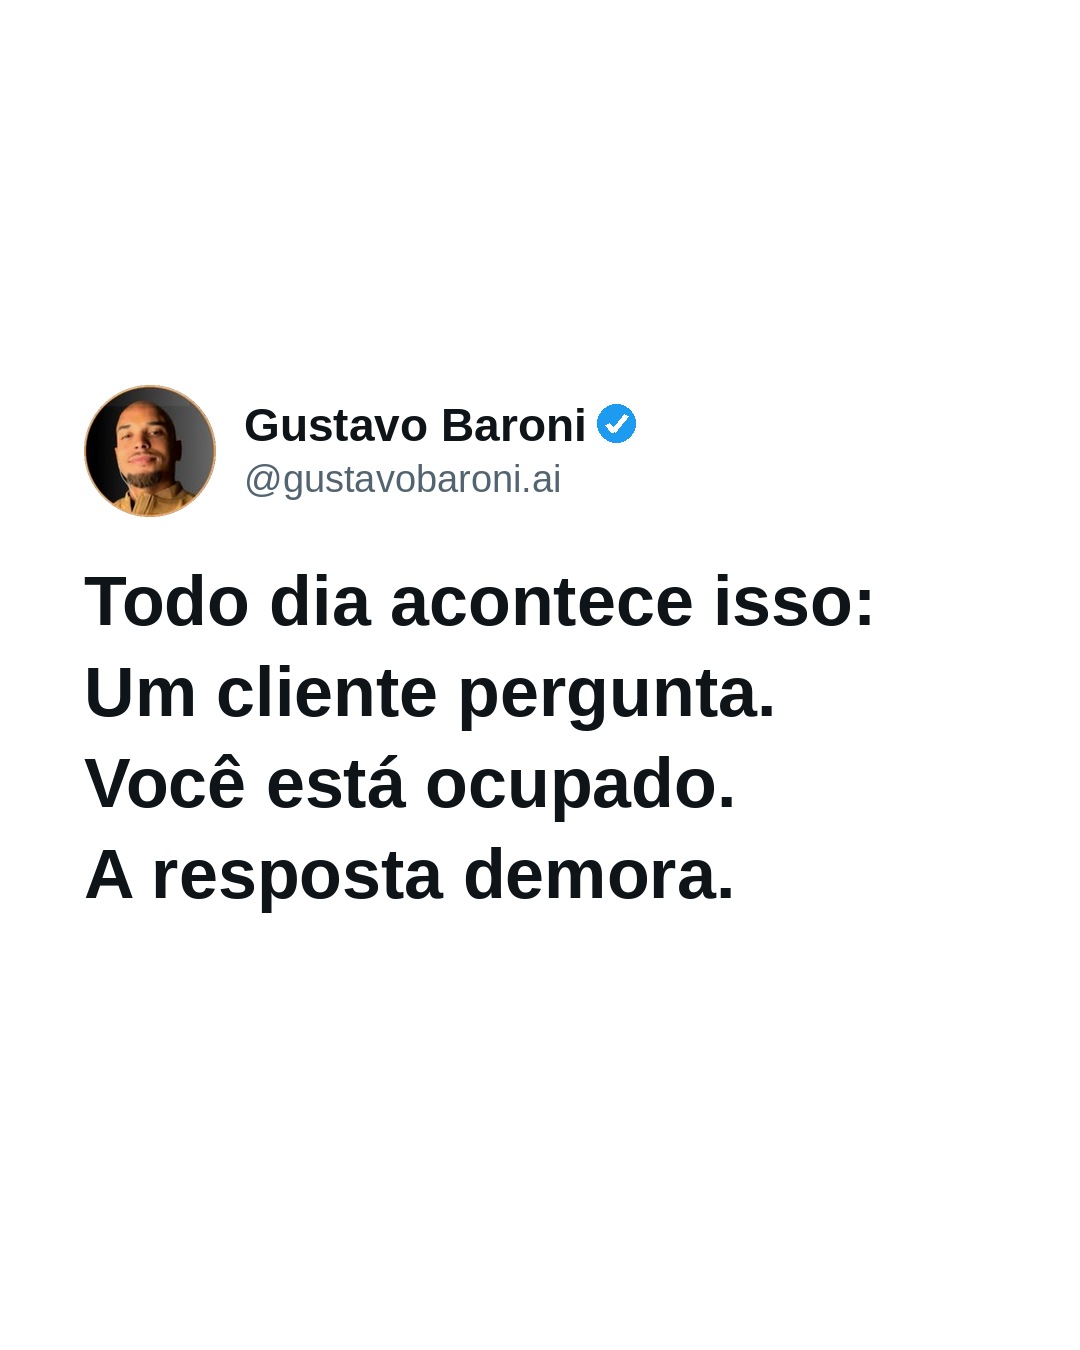 Gustavo Baroni
@gustavobaroni.ai
Todo dia acontece isso:
Um cliente pergunta.
Você está ocupado.
A resposta demora.